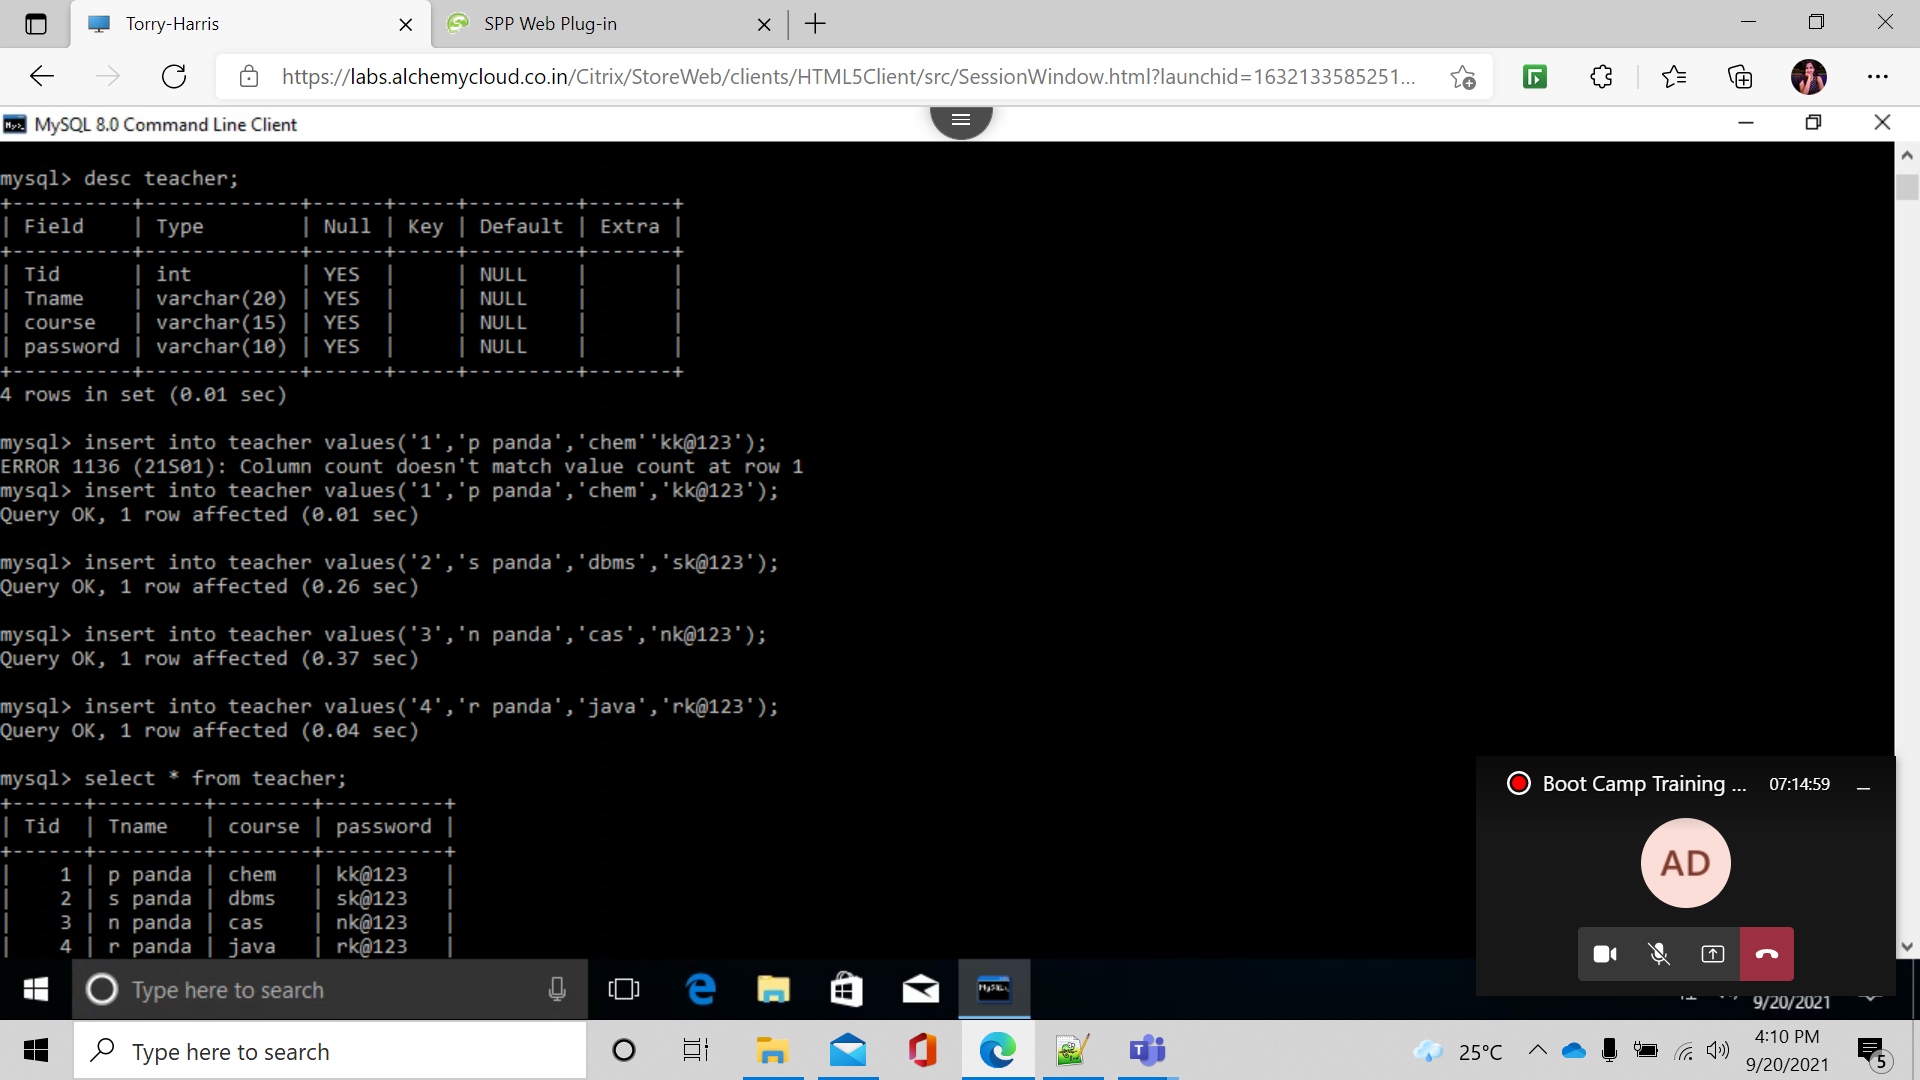 Torry-Harris
SPP Web Plug-in
https://labs.alchemycloud.co.in/Citrix/StoreWeb/clients/HTML5Client/src/SessionWindow.html?launchid=1632133585251...
MySQL 8.0 Command Line Client
mysql> desc teacher;
+----------+-------------+------+-----+---------+-------+
| Field    | Type        | Null | Key | Default | Extra |
+----------+-------------+------+-----+---------+-------+
| Tid      | int         | YES  |     | NULL    |       |
| Tname    | varchar(20) | YES  |     | NULL    |       |
| course   | varchar(15) | YES  |     | NULL    |       |
| password | varchar(10) | YES  |     | NULL    |       |
+----------+-------------+------+-----+---------+-------+
4 rows in set (0.01 sec)
mysql> insert into teacher values('1','p panda','chem''kk@123');
ERROR 1136 (21S01): Column count doesn't match value count at row 1
mysql> insert into teacher values('1','p panda','chem','kk@123');
Query OK, 1 row affected (0.01 sec)
mysql> insert into teacher values('2','s panda','dbms','sk@123');
Query OK, 1 row affected (0.26 sec)
mysql> insert into teacher values('3','n panda','cas','nk@123');
Query OK, 1 row affected (0.37 sec)
mysql> insert into teacher values('4','r panda','java','rk@123');
Query OK, 1 row affected (0.04 sec)
mysql> select * from teacher;
+------+---------+--------+----------+
| Tid  | Tname   | course | password |
+------+---------+--------+----------+
|    1 | p panda | chem   | kk@123   |
|    2 | s panda | dbms   | sk@123   |
|    3 | n panda | cas    | nk@123   |
|    4 | r panda | java   | rk@123   |
Boot Camp Training ... 07:14:59
AD
Type here to search
9/20/2021
Type here to search
25°C
4:10 PM
9/20/2021
5